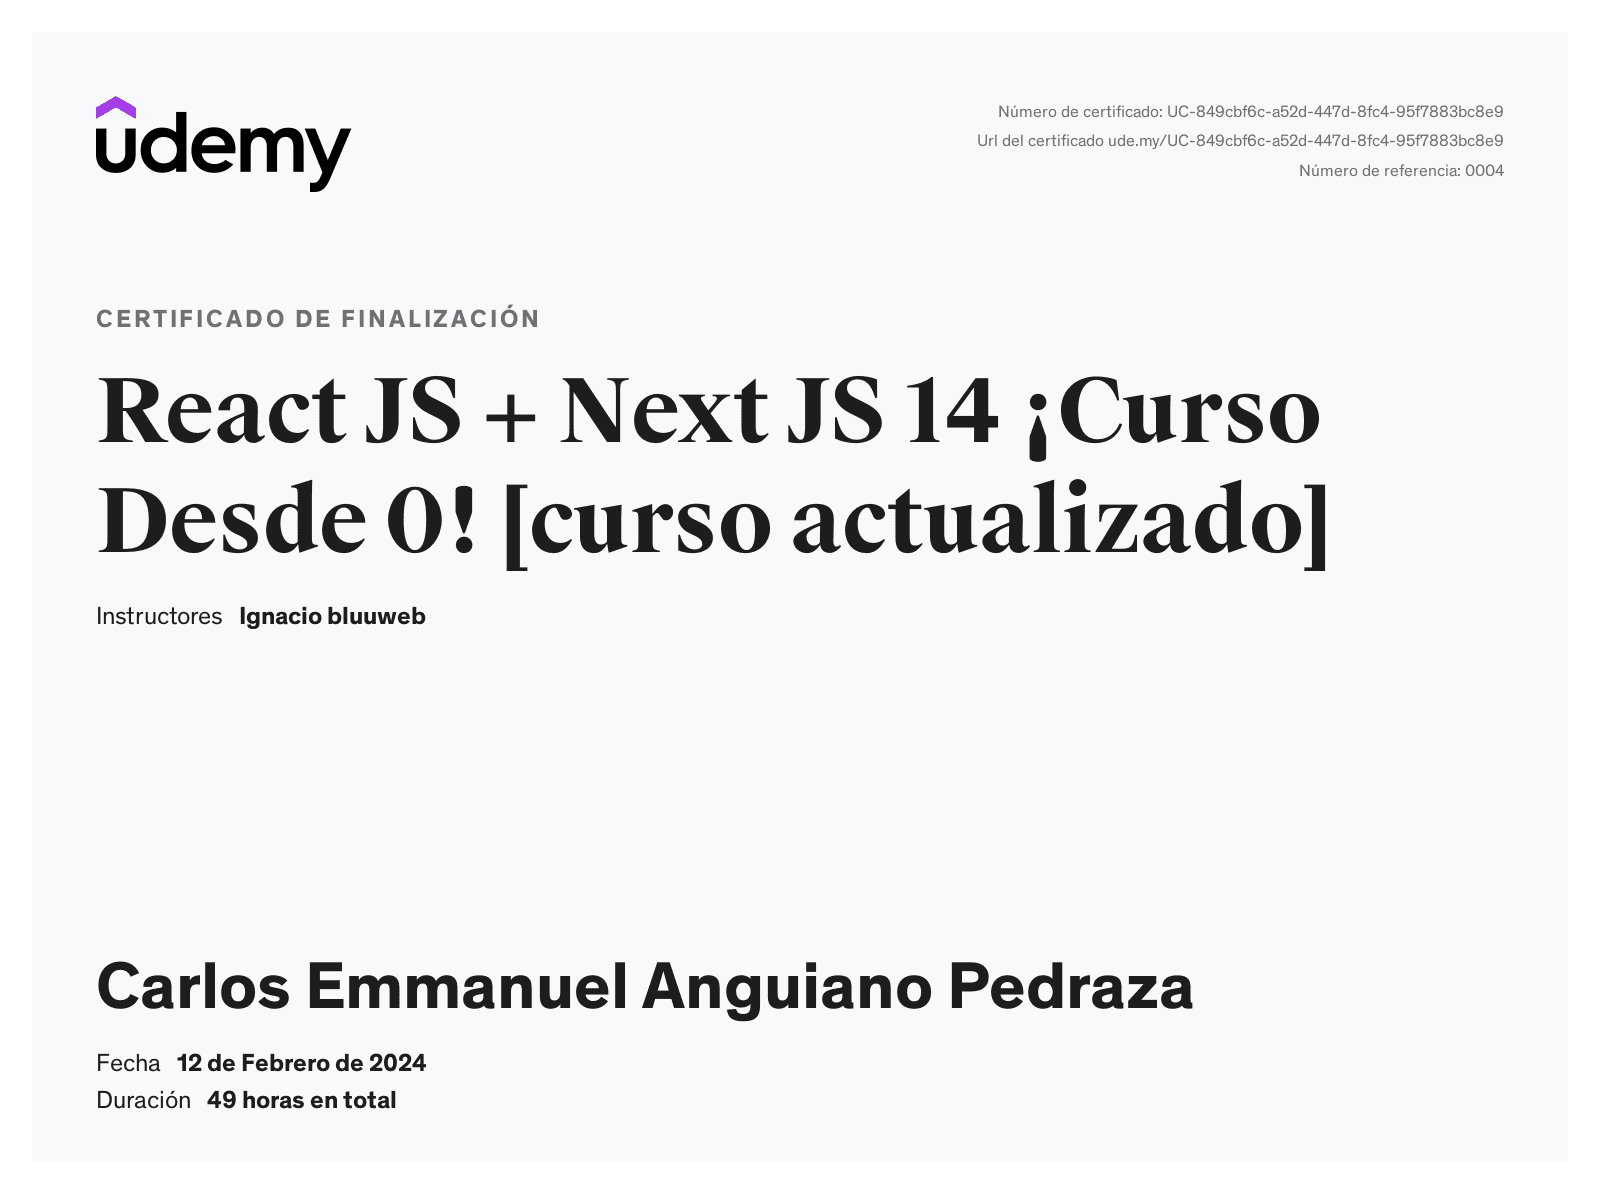 udemy
Número de certificado: UC-849cbf6c-a52d-447d-8fc4-95f7883bc8e9
Url del certificado ude.my/UC-849cbf6c-a52d-447d-8fc4-95f7883bc8e9
Número de referencia: 0004
CERTIFICADO DE FINALIZACIÓN
React JS + Next JS 14 ¡Curso
Desde 0! [curso actualizado]
Instructores Ignacio bluuweb
Carlos Emmanuel Anguiano Pedraza
Fecha 12 de Febrero de 2024
Duración 49 horas en total